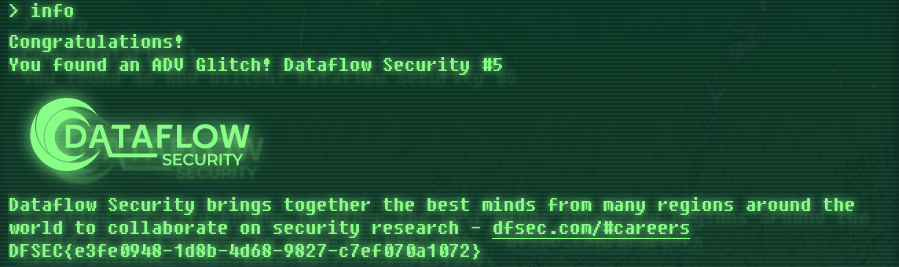 > info
Congratulations!
You found an ADV Glitch! Dataflow Security #5
DATAFLOW
SECURITY
Dataflow Security brings together the best minds from many regions around the
world to collaborate on security research - dfsec.com/#careers
DFSEC{e3fe0948-1d8b-4d68-9827-c7ef070a1072}